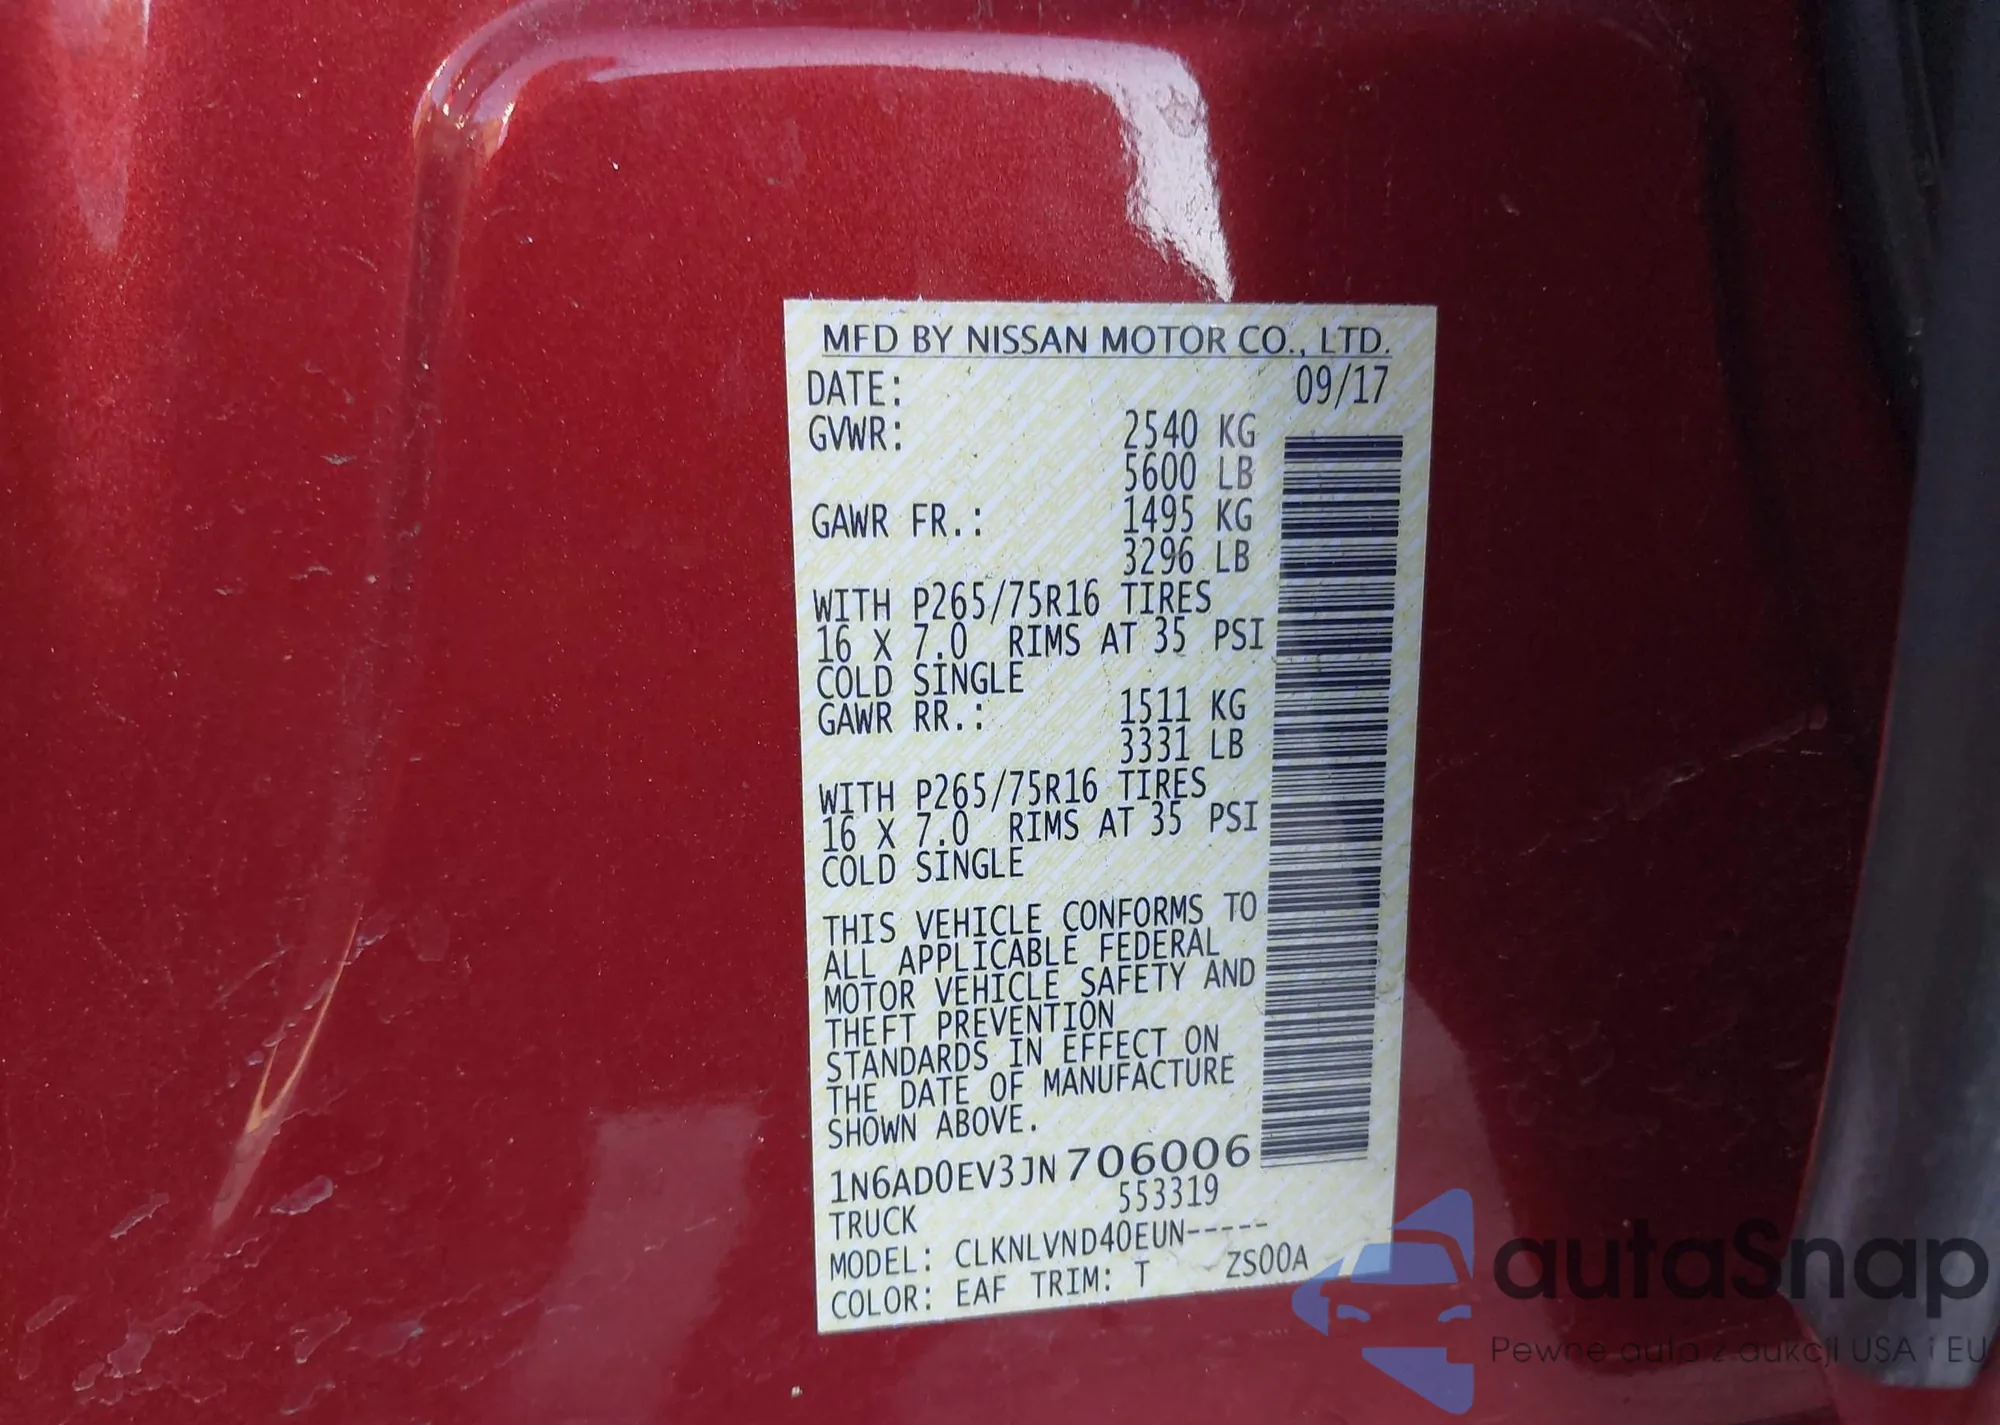 MFD BY NISSAN MOTOR CO., LTD.
DATE: 09/17
GVWR: 2540 KG
5600 LB
GAWR FR.: 1495 KG
3296 LB
WITH P265/75R16 TIRES
16 X 7.0 RIMS AT 35 PSI
COLD SINGLE
GAWR RR.: 1511 KG
3331 LB
WITH P265/75R16 TIRES
16 X 7.0 RIMS AT 35 PSI
COLD SINGLE
THIS VEHICLE CONFORMS TO
ALL APPLICABLE FEDERAL
MOTOR VEHICLE SAFETY AND
THEFT PREVENTION
STANDARDS IN EFFECT ON
THE DATE OF MANUFACTURE
SHOWN ABOVE.
1N6AD0EV3JN706006
553319
TRUCK
MODEL: CLKNLVND40EUN-----
COLOR: EAF TRIM: T ZS00A
autaSnap
Pewne auto z aukcji USA i EU